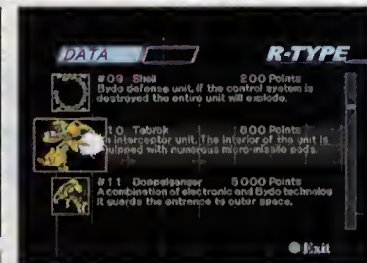 DATA
R-TYPE
#09 Shell 200 Points
Bydo defense unit, if the control system is
destroyed the entire unit will explode.
10 Tabrok 800 Points
interceptor unit. The interior of the unit is
quipped with numerous micro-missile pods.
#11 Doppelganger 5000 Points
A combination of electronic and Bydo technolog
It guards the entrance to outer space.
Exit